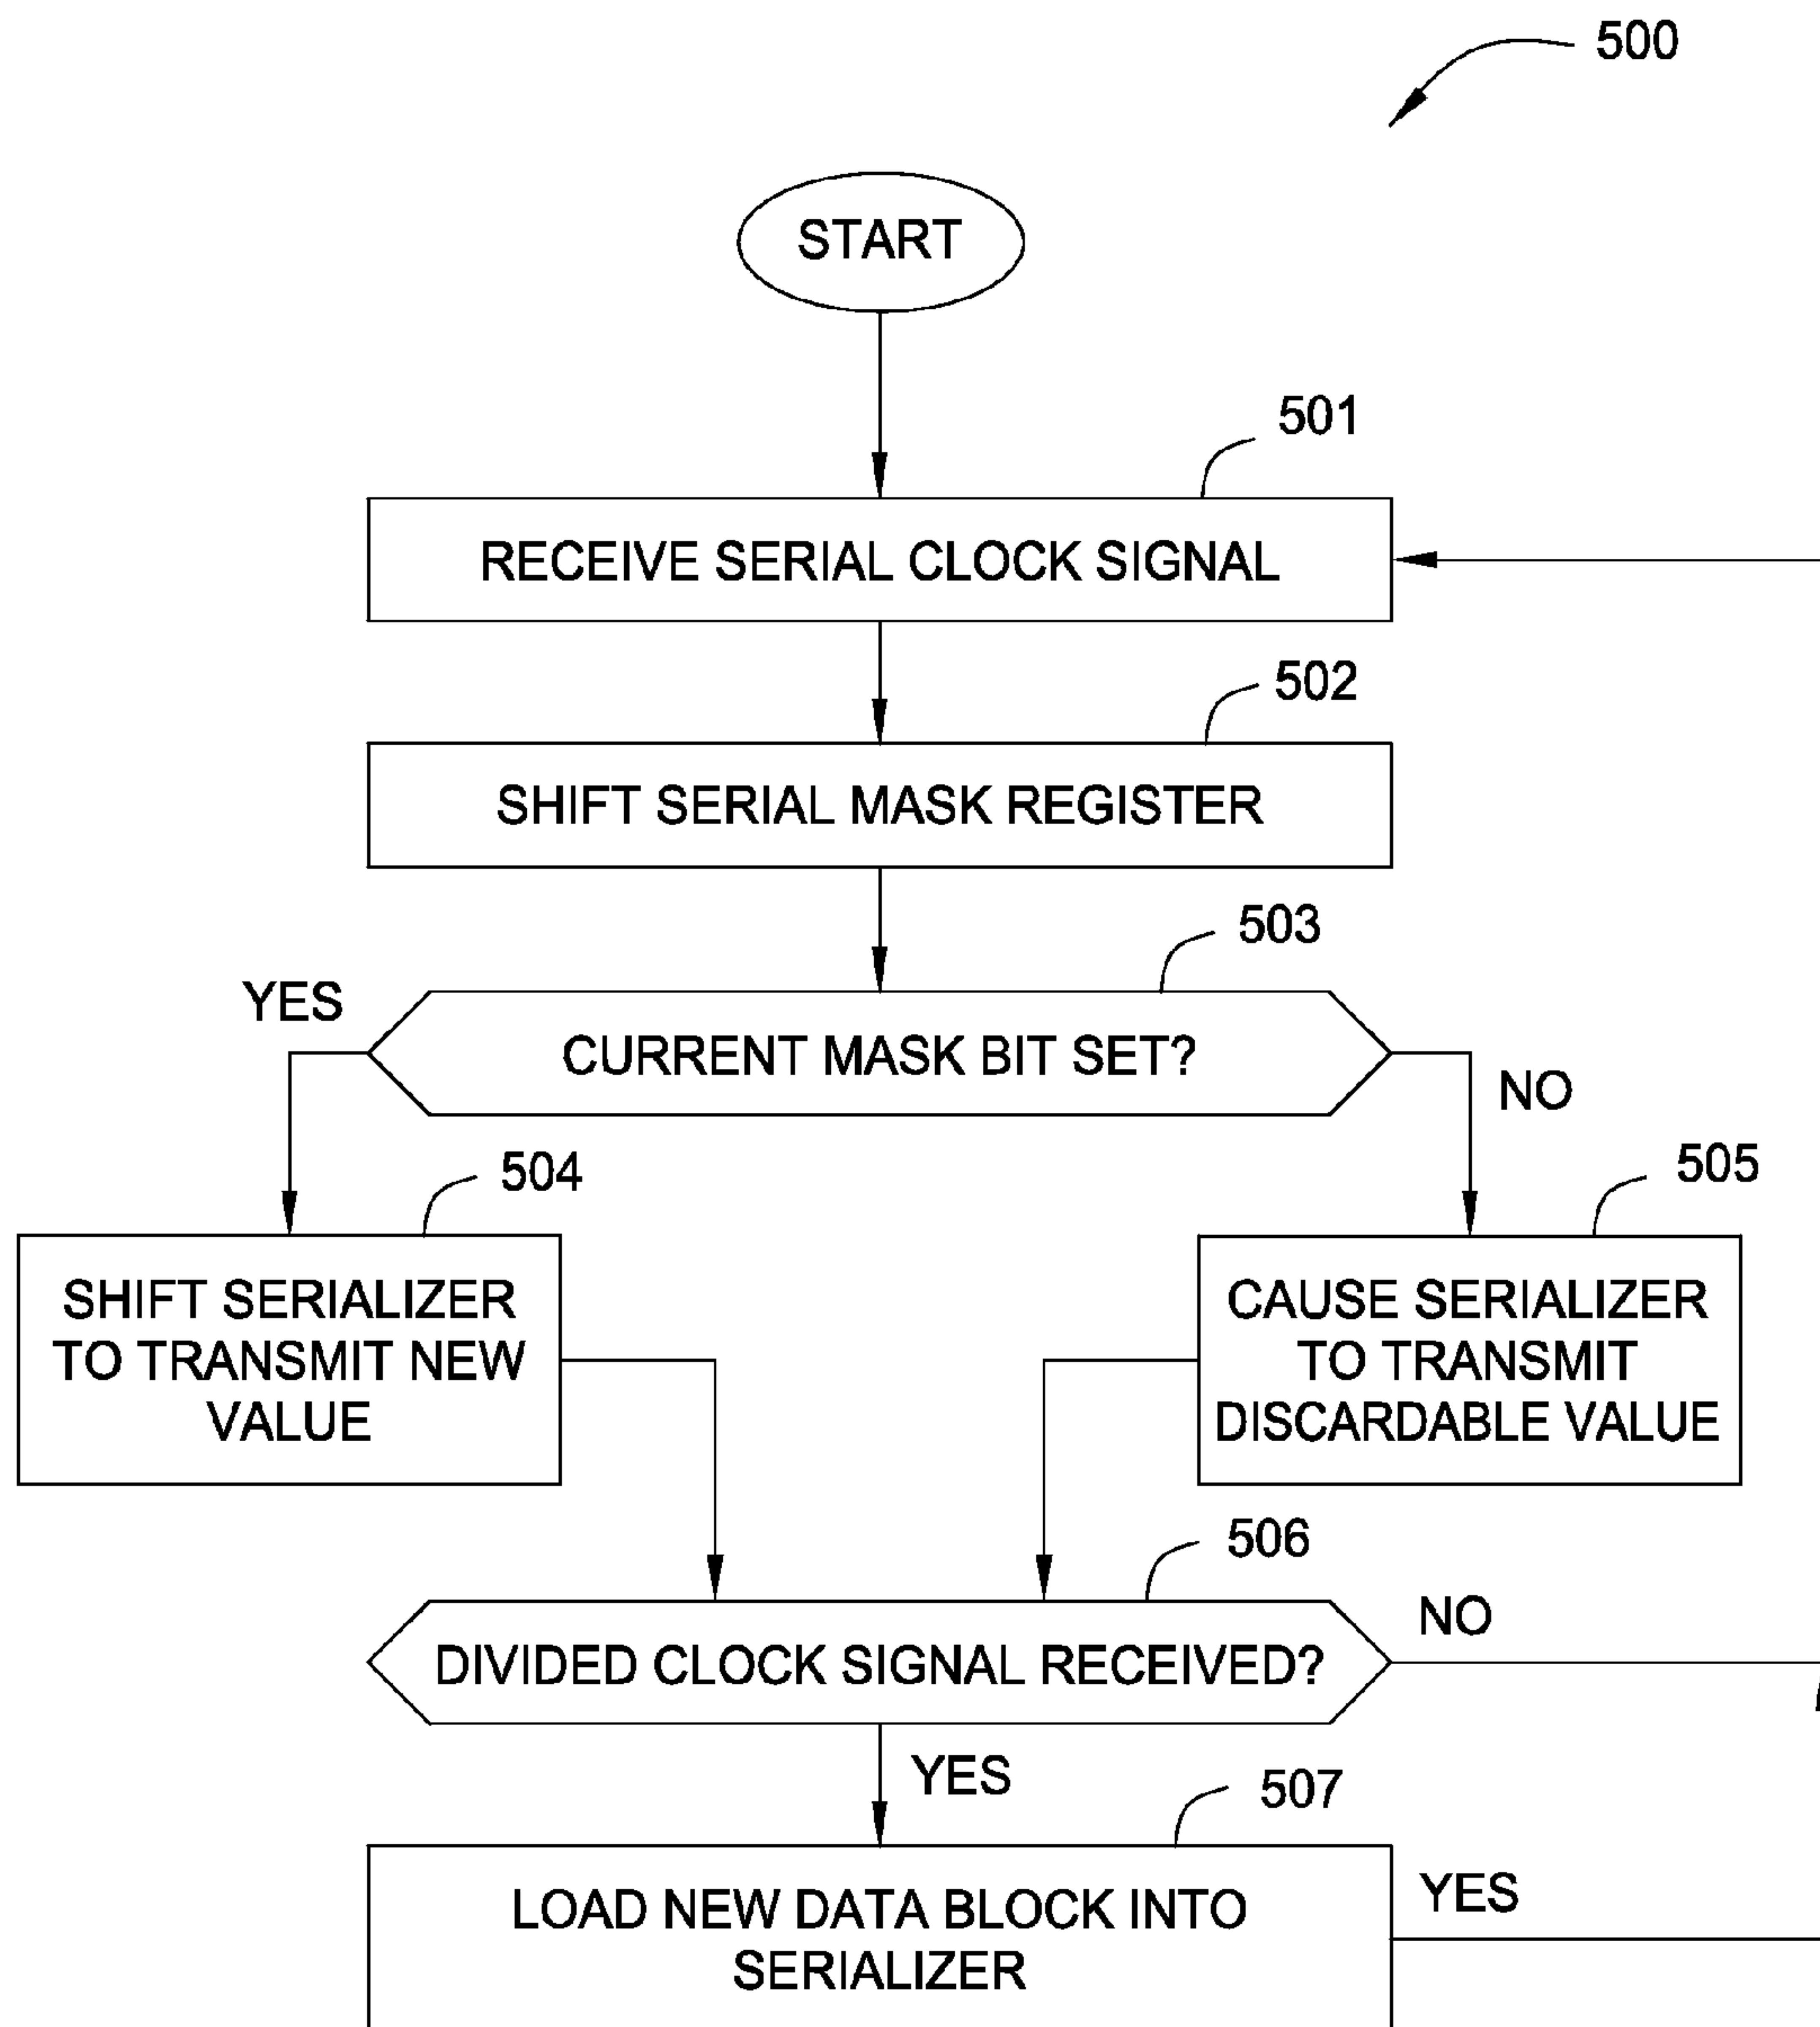 500
START
501
RECEIVE SERIAL CLOCK SIGNAL
502
SHIFT SERIAL MASK REGISTER
503
YES
CURRENT MASK BIT SET?
NO
504
SHIFT SERIALIZER
TO TRANSMIT NEW
VALUE
505
CAUSE SERIALIZER
TO TRANSMIT
DISCARDABLE VALUE
506
DIVIDED CLOCK SIGNAL RECEIVED?
NO
YES
507
LOAD NEW DATA BLOCK INTO
SERIALIZER
YES